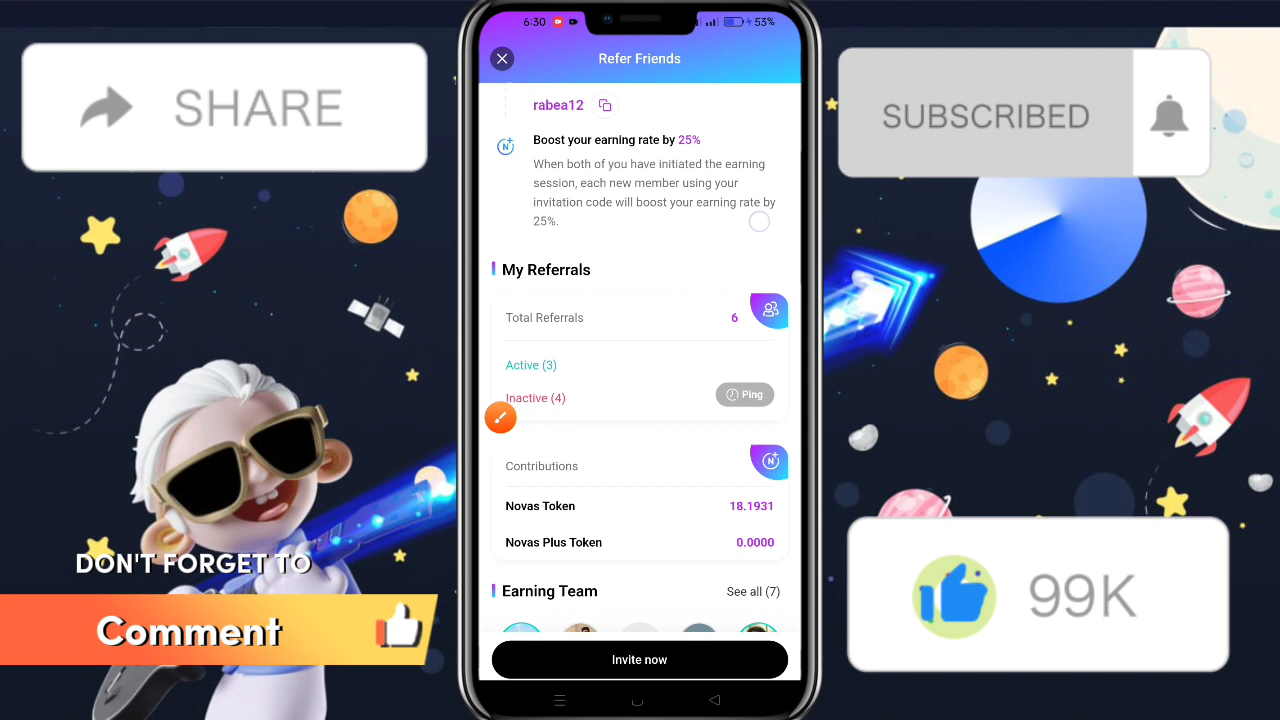 SHARE
DON'T FORGET TO
Comment
6:30
53%
Refer Friends
rabea12
Boost your earning rate by 25%
When both of you have initiated the earning
session, each new member using your
invitation code will boost your earning rate by
25%.
My Referrals
Total Referrals 6
Active (3)
Inactive (4) Ping
Contributions
Novas Token 18.1931
Novas Plus Token 0.0000
Earning Team See all (7)
Invite now
SUBSCRIBED
99K